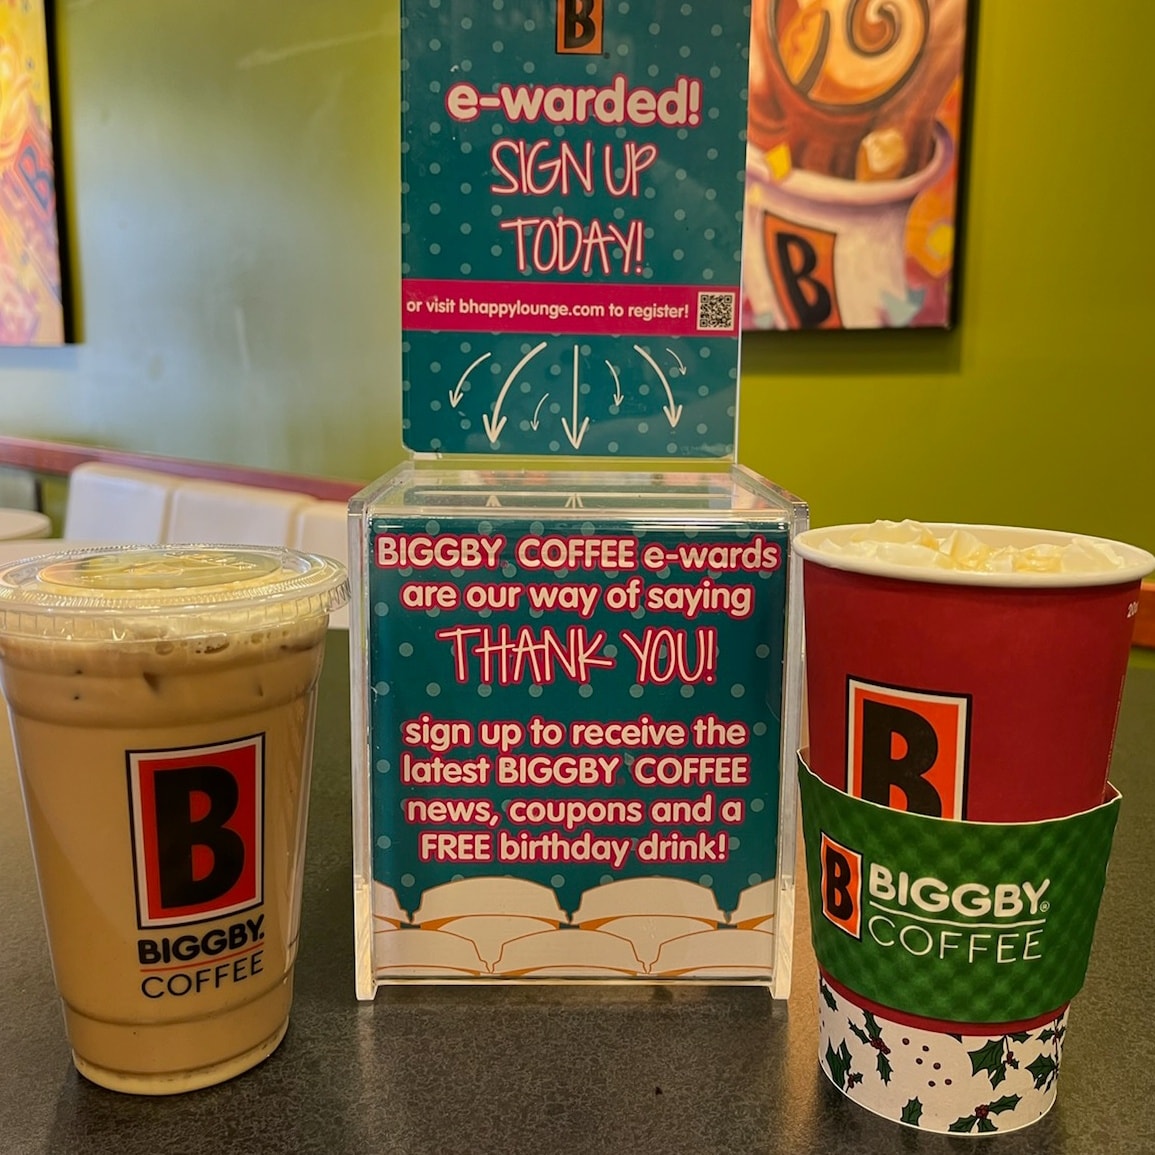 B
e-warded!
SIGN UP
TODAY!
or visit bhappylounge.com to register!
B
B
BIGGBY COFFEE e-wards
are our way of saying
THANK YOU!
sign up to receive the
latest BIGGBY COFFEE
news, coupons and a
FREE birthday drink!
B
BIGGBY.
COFFEE
B
B
BIGGBY®
COFFEE